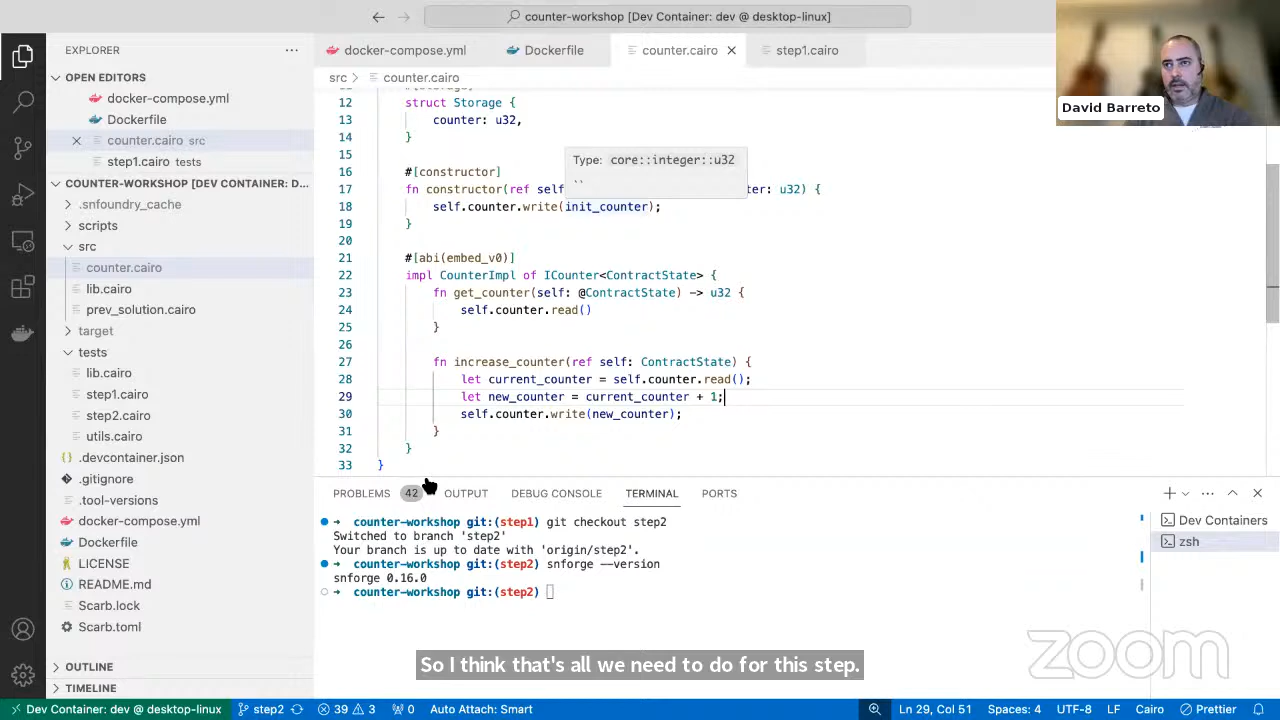 counter-workshop [Dev Container: dev @ desktop-linux]
EXPLORER
OPEN EDITORS
docker-compose.yml
Dockerfile
counter.cairo src
step1.cairo tests
COUNTER-WORKSHOP [DEV CONTAINER: D...
.snfoundry_cache
scripts
src
counter.cairo
lib.cairo
prev_solution.cairo
target
tests
lib.cairo
step1.cairo
step2.cairo
utils.cairo
.devcontainer.json
.gitignore
.tool-versions
docker-compose.yml
Dockerfile
LICENSE
README.md
Scarb.lock
Scarb.toml
OUTLINE
TIMELINE
docker-compose.yml
Dockerfile
counter.cairo
step1.cairo
src > counter.cairo
12 struct Storage {
13 counter: u32,
14 }
15
Type: core::integer::u32
``
16 #[constructor]
17 fn constructor(ref self ter: u32) {
18 self.counter.write(init_counter);
19 }
20
21 #[abi(embed_v0)]
22 impl CounterImpl of ICounter<ContractState> {
23 fn get_counter(self: @ContractState) -> u32 {
24 self.counter.read()
25 }
26
27 fn increase_counter(ref self: ContractState) {
28 let current_counter = self.counter.read();
29 let new_counter = current_counter + 1;
30 self.counter.write(new_counter);
31 }
32 }
33 }
David Barreto
PROBLEMS 42 OUTPUT DEBUG CONSOLE TERMINAL PORTS
counter-workshop git:(step1) git checkout step2
Switched to branch 'step2'
Your branch is up to date with 'origin/step2'.
counter-workshop git:(step2) snforge --version
snforge 0.16.0
counter-workshop git:(step2)
Dev Containers
zsh
So I think that's all we need to do for this step.
zoom
Dev Container: dev @ desktop-linux step2 39 3 0 Auto Attach: Smart Ln 29, Col 51 Spaces: 4 UTF-8 LF Cairo Prettier